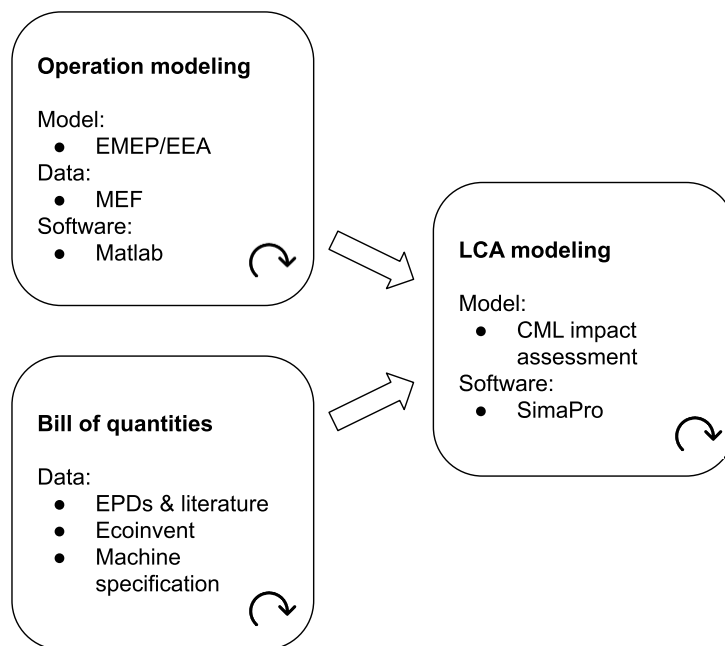 Operation modeling
Model:
● EMEP/EEA
Data:
● MEF
Software:
● Matlab
Bill of quantities
Data:
● EPDs & literature
● Ecoinvent
● Machine
specification
LCA modeling
Model:
● CML impact
assessment
Software:
● SimaPro